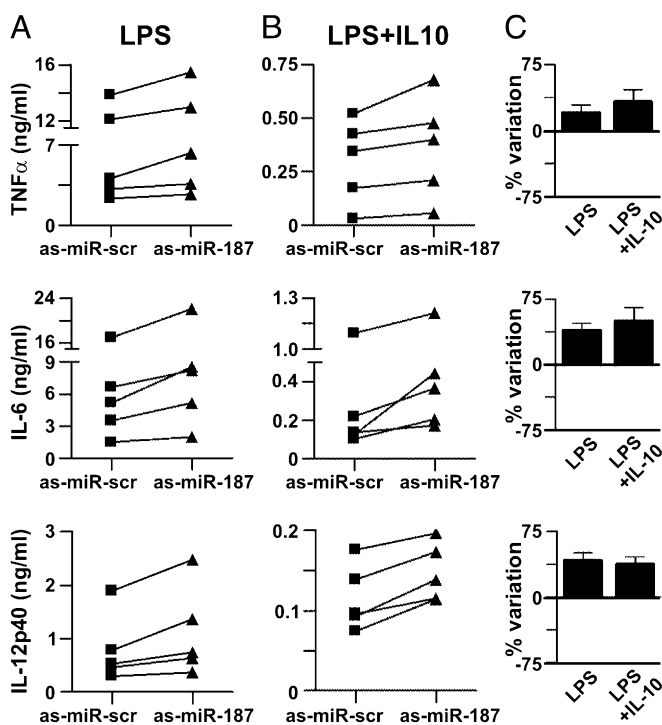 A
LPS
B
LPS+IL10
C
TNFα (ng/ml)
16
12
7
0
as-miR-scr
as-miR-187
0.75
0.50
0.25
0
as-miR-scr
as-miR-187
% variation
75
0
-75
LPS
LPS
+IL-10
IL-6 (ng/ml)
24
16
9
6
3
0
as-miR-scr
as-miR-187
1.3
1.0
0.4
0.2
0
as-miR-scr
as-miR-187
% variation
75
0
-75
LPS
LPS
+IL-10
IL-12p40 (ng/ml)
3
2
1
0
as-miR-scr
as-miR-187
0.2
0.1
0
as-miR-scr
as-miR-187
% variation
75
0
-75
LPS
LPS
+IL-10